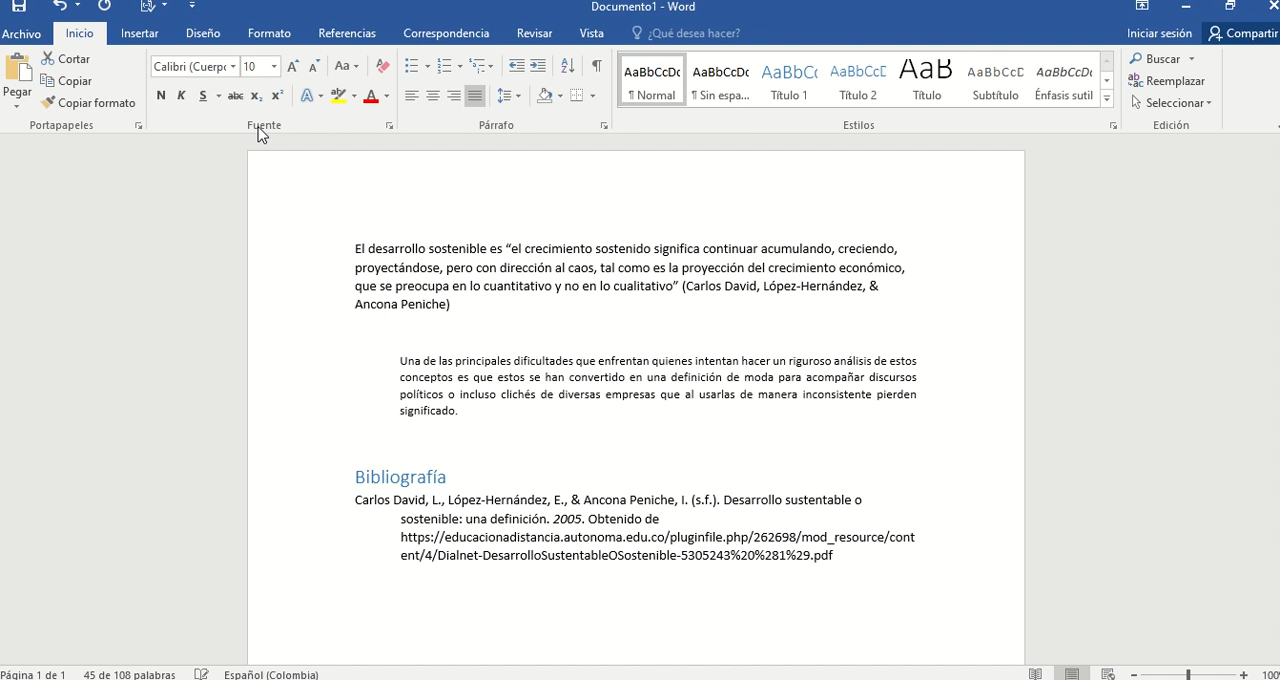 Documento1 - Word
Archivo Inicio Insertar Diseño Formato Referencias Correspondencia Revisar Vista ¿Qué desea hacer? Iniciar sesión Compartir
Pegar
Cortar
Copiar
Copiar formato
Portapapeles
Calibri (Cuerpo 10
Aa
N K S abc x₂ x²
A aby A
Fuente
Párrafo
AaBbCcDc AaBbCcDc AaBbCc AaBbCcD AaB AaBbCcD AaBbCcDc
¶ Normal ¶ Sin espa... Título 1 Título 2 Título Subtítulo Énfasis sutil
Estilos
Buscar
Reemplazar
Seleccionar
Edición
El desarrollo sostenible es “el crecimiento sostenido significa continuar acumulando, creciendo,
proyectándose, pero con dirección al caos, tal como es la proyección del crecimiento económico,
que se preocupa en lo cuantitativo y no en lo cualitativo” (Carlos David, López-Hernández, &
Ancona Peniche)
Una de las principales dificultades que enfrentan quienes intentan hacer un riguroso análisis de estos
conceptos es que estos se han convertido en una definición de moda para acompañar discursos
políticos o incluso clichés de diversas empresas que al usarlas de manera inconsistente pierden
significado.
Bibliografía
Carlos David, L., López-Hernández, E., & Ancona Peniche, I. (s.f.). Desarrollo sustentable o
sostenible: una definición. 2005. Obtenido de
https://educacionadistancia.autonoma.edu.co/pluginfile.php/262698/mod_resource/cont
ent/4/Dialnet-DesarrolloSustentableOSostenible-5305243%20%281%29.pdf
Página 1 de 1 45 de 108 palabras Español (Colombia) 100